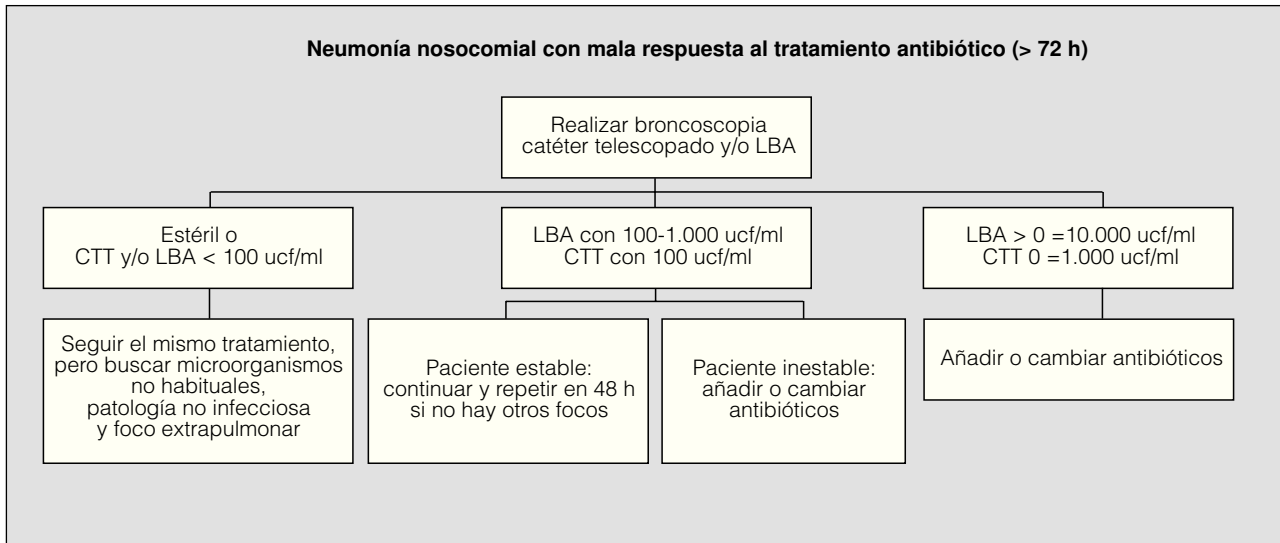 Neumonía nosocomial con mala respuesta al tratamiento antibiótico (> 72 h)
Realizar broncoscopia
catéter telescopado y/o LBA
Estéril o
CTT y/o LBA < 100 ucf/ml
LBA con 100-1.000 ucf/ml
CTT con 100 ucf/ml
LBA > 0 =10.000 ucf/ml
CTT 0 =1.000 ucf/ml
Seguir el mismo tratamiento,
pero buscar microorganismos
no habituales,
patología no infecciosa
y foco extrapulmonar
Paciente estable:
continuar y repetir en 48 h
si no hay otros focos
Paciente inestable:
añadir o cambiar
antibióticos
Añadir o cambiar antibióticos